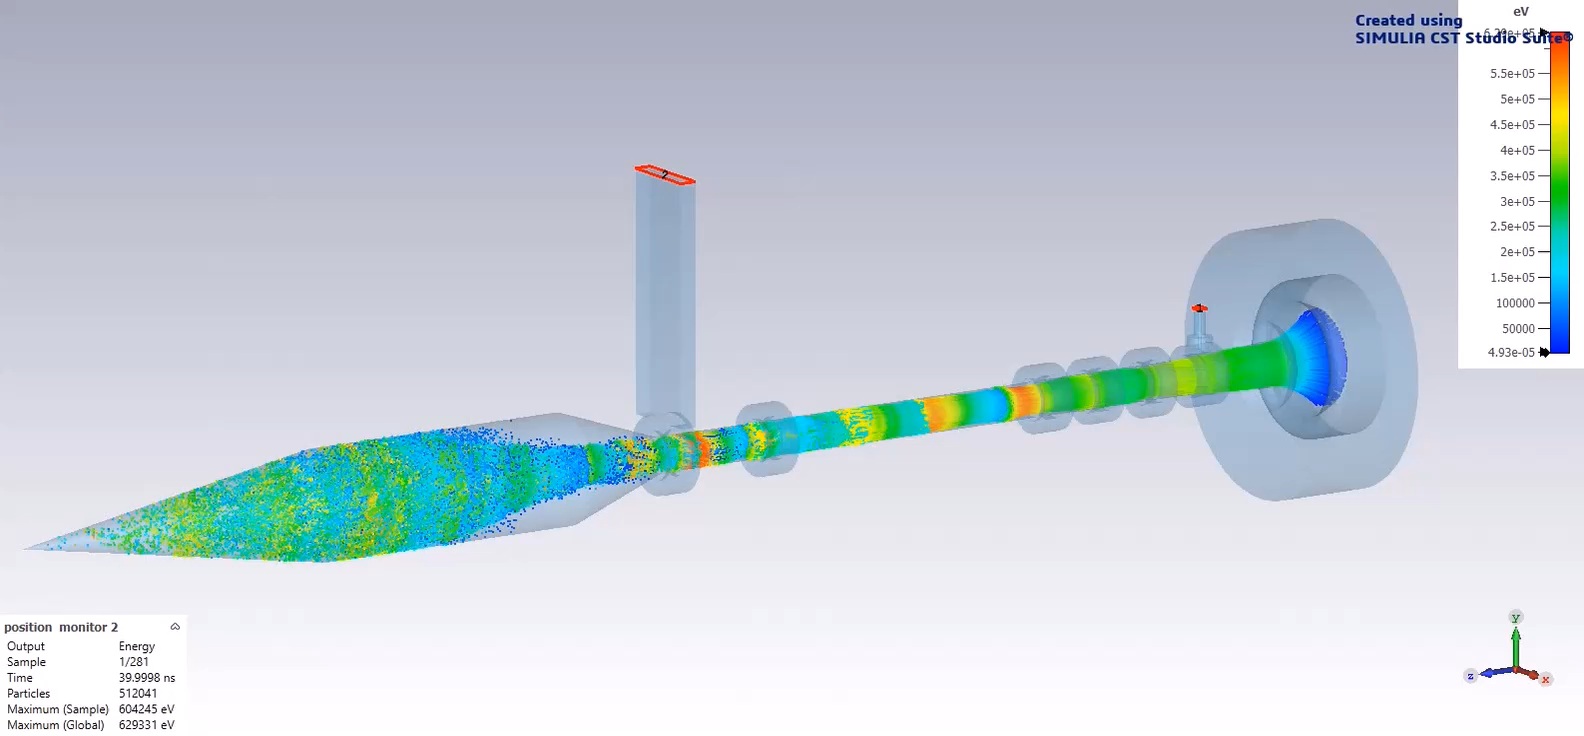 eV
Created using
SIMULIA CST Studio Suite®
5.5e+05
5e+05
4.5e+05
4e+05
3.5e+05
3e+05
2.5e+05
2e+05
1.5e+05
100000
50000
4.93e-05
2
1
position monitor 2
Output Energy
Sample 1/281
Time 39.9998 ns
Particles 512041
Maximum (Sample) 604245 eV
Maximum (Global) 629331 eV
y
z
x